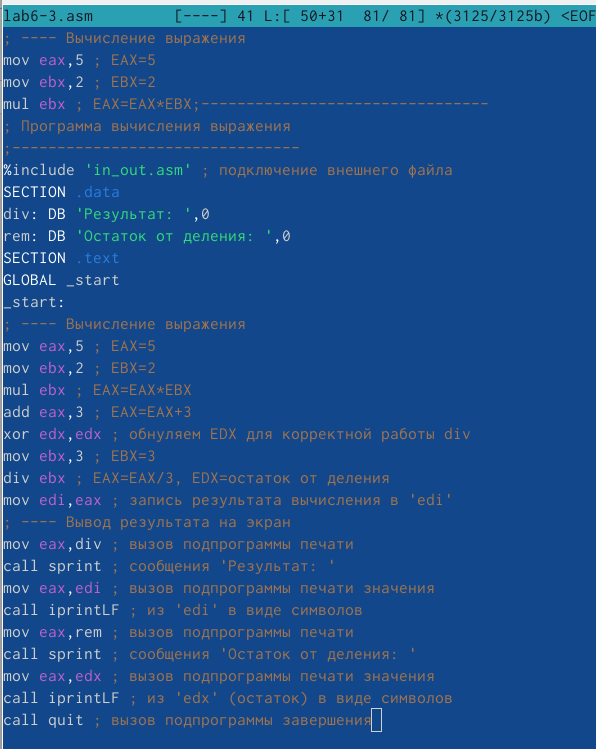 lab6-3.asm         [----] 41 L:[ 50+31  81/ 81] *(3125/3125b) <EOF
; ---- Вычисление выражения
mov eax,5 ; EAX=5
mov ebx,2 ; EBX=2
mul ebx ; EAX=EAX*EBX;--------------------------------
; Программа вычисления выражения
;--------------------------------
%include 'in_out.asm' ; подключение внешнего файла
SECTION .data
div: DB 'Результат: ',0
rem: DB 'Остаток от деления: ',0
SECTION .text
GLOBAL _start
_start:
; ---- Вычисление выражения
mov eax,5 ; EAX=5
mov ebx,2 ; EBX=2
mul ebx ; EAX=EAX*EBX
add eax,3 ; EAX=EAX+3
xor edx,edx ; обнуляем EDX для корректной работы div
mov ebx,3 ; EBX=3
div ebx ; EAX=EAX/3, EDX=остаток от деления
mov edi,eax ; запись результата вычисления в 'edi'
; ---- Вывод результата на экран
mov eax,div ; вызов подпрограммы печати
call sprint ; сообщения 'Результат: '
mov eax,edi ; вызов подпрограммы печати значения
call iprintLF ; из 'edi' в виде символов
mov eax,rem ; вызов подпрограммы печати
call sprint ; сообщения 'Остаток от деления: '
mov eax,edx ; вызов подпрограммы печати значения
call iprintLF ; из 'edx' (остаток) в виде символов
call quit ; вызов подпрограммы завершения